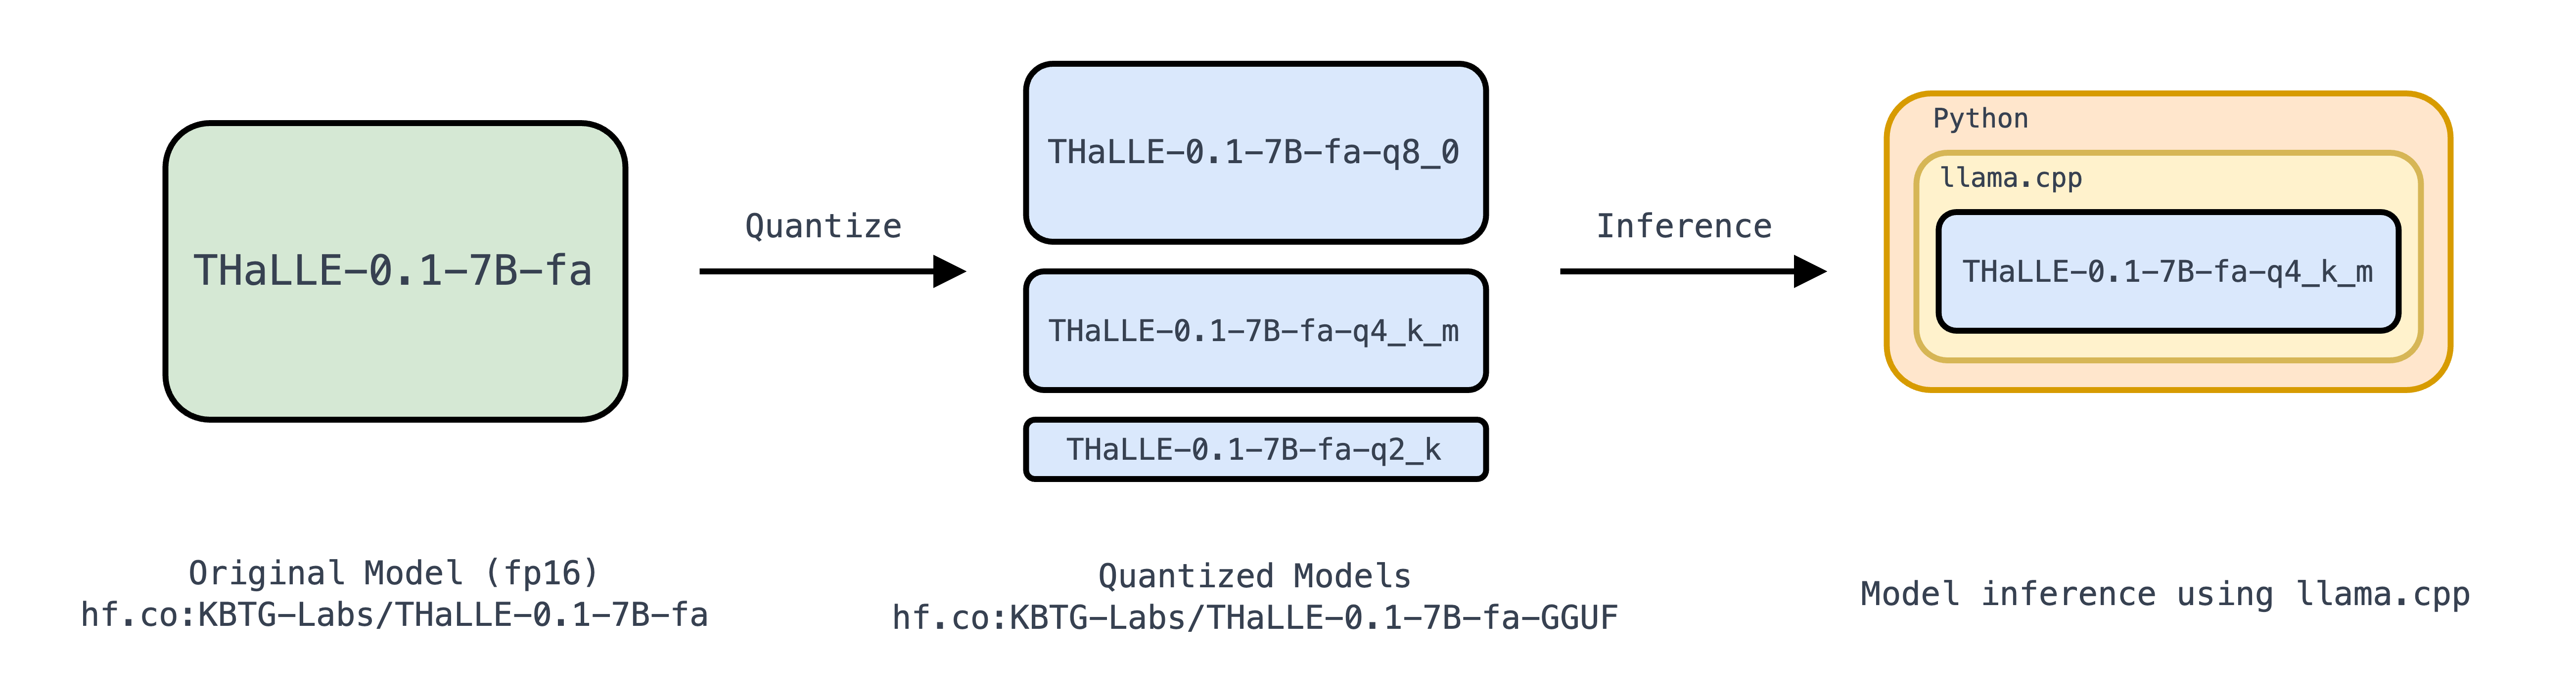 THaLLE-0.1-7B-fa
Original Model (fp16)
hf.co:KBTG-Labs/THaLLE-0.1-7B-fa
Quantize
THaLLE-0.1-7B-fa-q8_0
THaLLE-0.1-7B-fa-q4_k_m
THaLLE-0.1-7B-fa-q2_k
Quantized Models
hf.co:KBTG-Labs/THaLLE-0.1-7B-fa-GGUF
Inference
Python
llama.cpp
THaLLE-0.1-7B-fa-q4_k_m
Model inference using llama.cpp